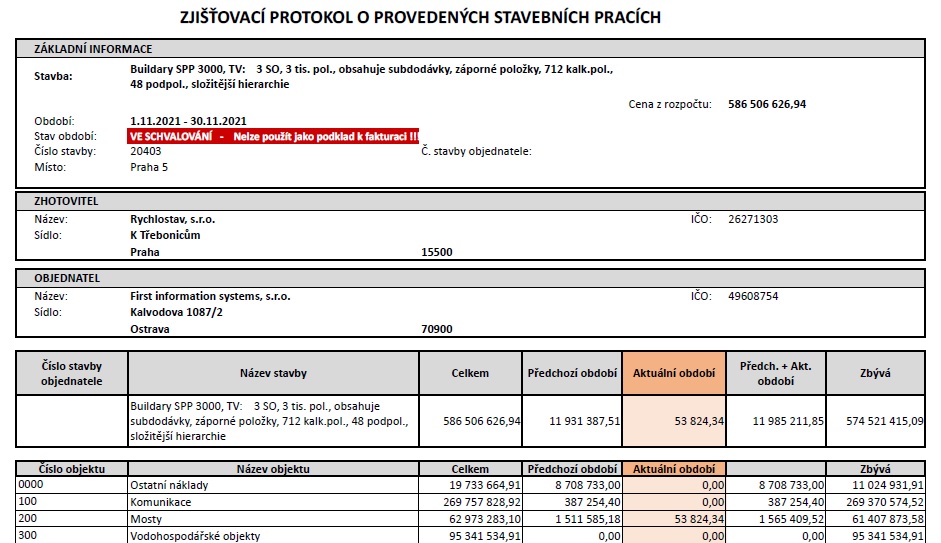 ZJIŠŤOVACÍ PROTOKOL O PROVEDENÝCH STAVEBNÍCH PRACÍCH
ZÁKLADNÍ INFORMACE
Stavba: Buildary SPP 3000, TV: 3 SO, 3 tis. pol., obsahuje subdodávky, záporné položky, 712 kalk.pol.,
48 podpol., složitější hierarchie
Cena z rozpočtu: 586 506 626,94
Období: 1.11.2021 - 30.11.2021
Stav období: VE SCHVALOVÁNÍ - Nelze použít jako podklad k fakturaci !!!
Číslo stavby: 20403 Č. stavby objednatele:
Místo: Praha 5
ZHOTOVITEL
Název: Rychlostav, s.r.o. IČO: 26271303
Sídlo: K Třebonicům
Praha 15500
OBJEDNATEL
Název: First information systems, s.r.o. IČO: 49608754
Sídlo: Kalvodova 1087/2
Ostrava 70900
Číslo stavby objednatele Název stavby Celkem Předchozí období Aktuální období Předch. + Akt. období Zbývá
Buildary SPP 3000, TV: 3 SO, 3 tis. pol., obsahuje
subdodávky, záporné položky, 712 kalk.pol., 48 podpol., 586 506 626,94 11 931 387,51 53 824,34 11 985 211,85 574 521 415,09
složitější hierarchie
Číslo objektu Název objektu Celkem Předchozí období Aktuální období Zbývá
0000 Ostatní náklady 19 733 664,91 8 708 733,00 0,00 8 708 733,00 11 024 931,91
100 Komunikace 269 757 828,92 387 254,40 0,00 387 254,40 269 370 574,52
200 Mosty 62 973 283,10 1 511 585,18 53 824,34 1 565 409,52 61 407 873,58
300 Vodohospodářské objekty 95 341 534,91 0,00 0,00 0,00 95 341 534,91